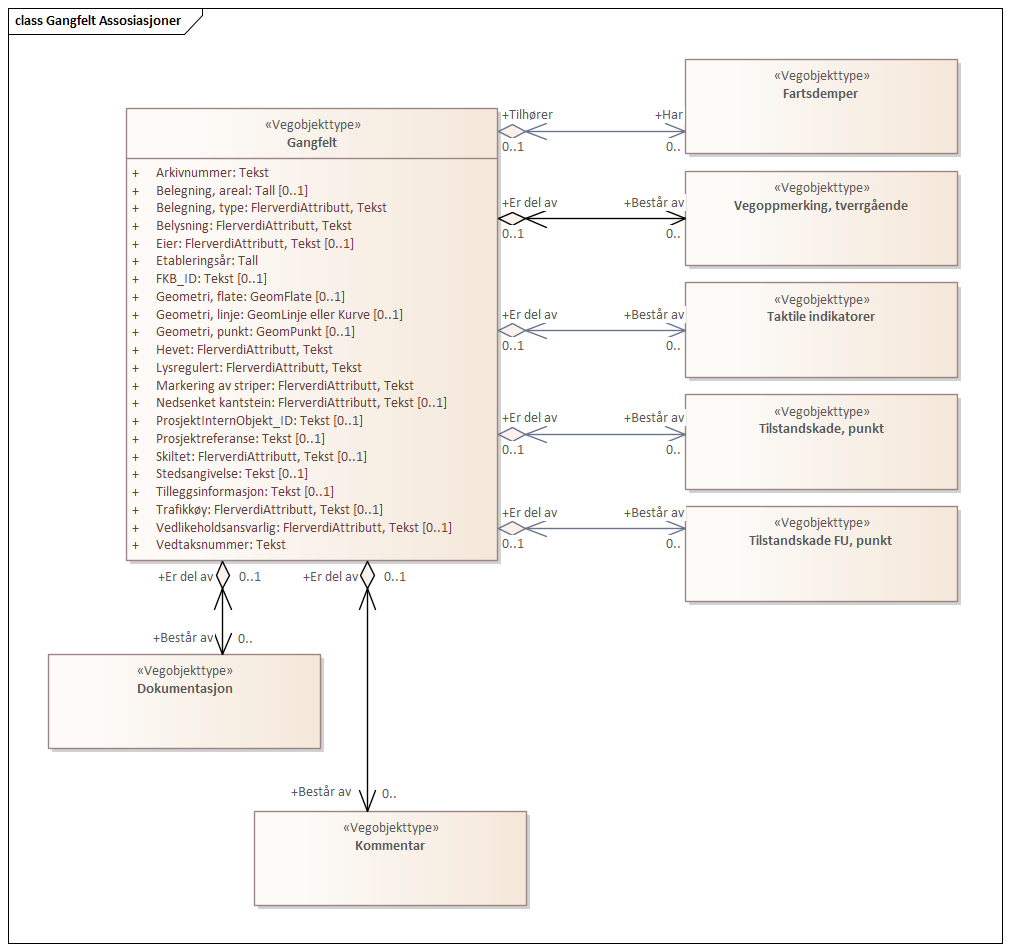 class Gangfelt Assosiasjoner
«Vegobjekttype»
Gangfelt
+ Arkivnummer: Tekst
+ Belegning, areal: Tall [0..1]
+ Belegning, type: FlerverdiAttributt, Tekst
+ Belysning: FlerverdiAttributt, Tekst
+ Eier: FlerverdiAttributt, Tekst [0..1]
+ Etableringsår: Tall
+ FKB_ID: Tekst [0..1]
+ Geometri, flate: GeomFlate [0..1]
+ Geometri, linje: GeomLinje eller Kurve [0..1]
+ Geometri, punkt: GeomPunkt [0..1]
+ Hevet: FlerverdiAttributt, Tekst
+ Lysregulert: FlerverdiAttributt, Tekst
+ Markering av striper: FlerverdiAttributt, Tekst
+ Nedsenket kantstein: FlerverdiAttributt, Tekst [0..1]
+ ProsjektInternObjekt_ID: Tekst [0..1]
+ Prosjektreferanse: Tekst [0..1]
+ Skiltet: FlerverdiAttributt, Tekst [0..1]
+ Stedsangivelse: Tekst [0..1]
+ Tilleggsinformasjon: Tekst [0..1]
+ Trafikkøy: FlerverdiAttributt, Tekst [0..1]
+ Vedlikeholdsansvarlig: FlerverdiAttributt, Tekst [0..1]
+ Vedtaksnummer: Tekst
+Tilhører +Har
0..1 0..
«Vegobjekttype»
Fartsdemper
+Er del av +Består av
0..1 0..
«Vegobjekttype»
Vegoppmerking, tverrgående
+Er del av +Består av
0..1 0..
«Vegobjekttype»
Taktile indikatorer
+Er del av +Består av
0..1 0..
«Vegobjekttype»
Tilstandskade, punkt
+Er del av +Består av
0..1 0..
«Vegobjekttype»
Tilstandskade FU, punkt
+Er del av 0..1
+Består av 0..
«Vegobjekttype»
Dokumentasjon
+Er del av 0..1
+Består av 0..
«Vegobjekttype»
Kommentar